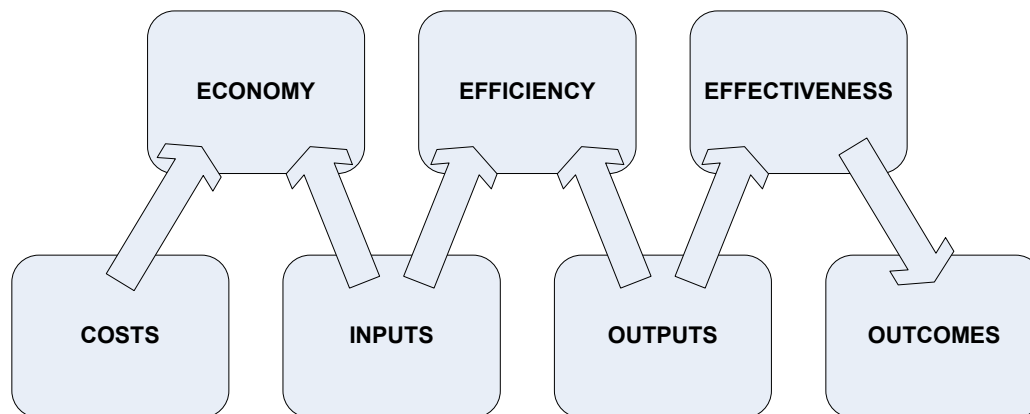 ECONOMY
EFFICIENCY
EFFECTIVENESS
COSTS
INPUTS
OUTPUTS
OUTCOMES